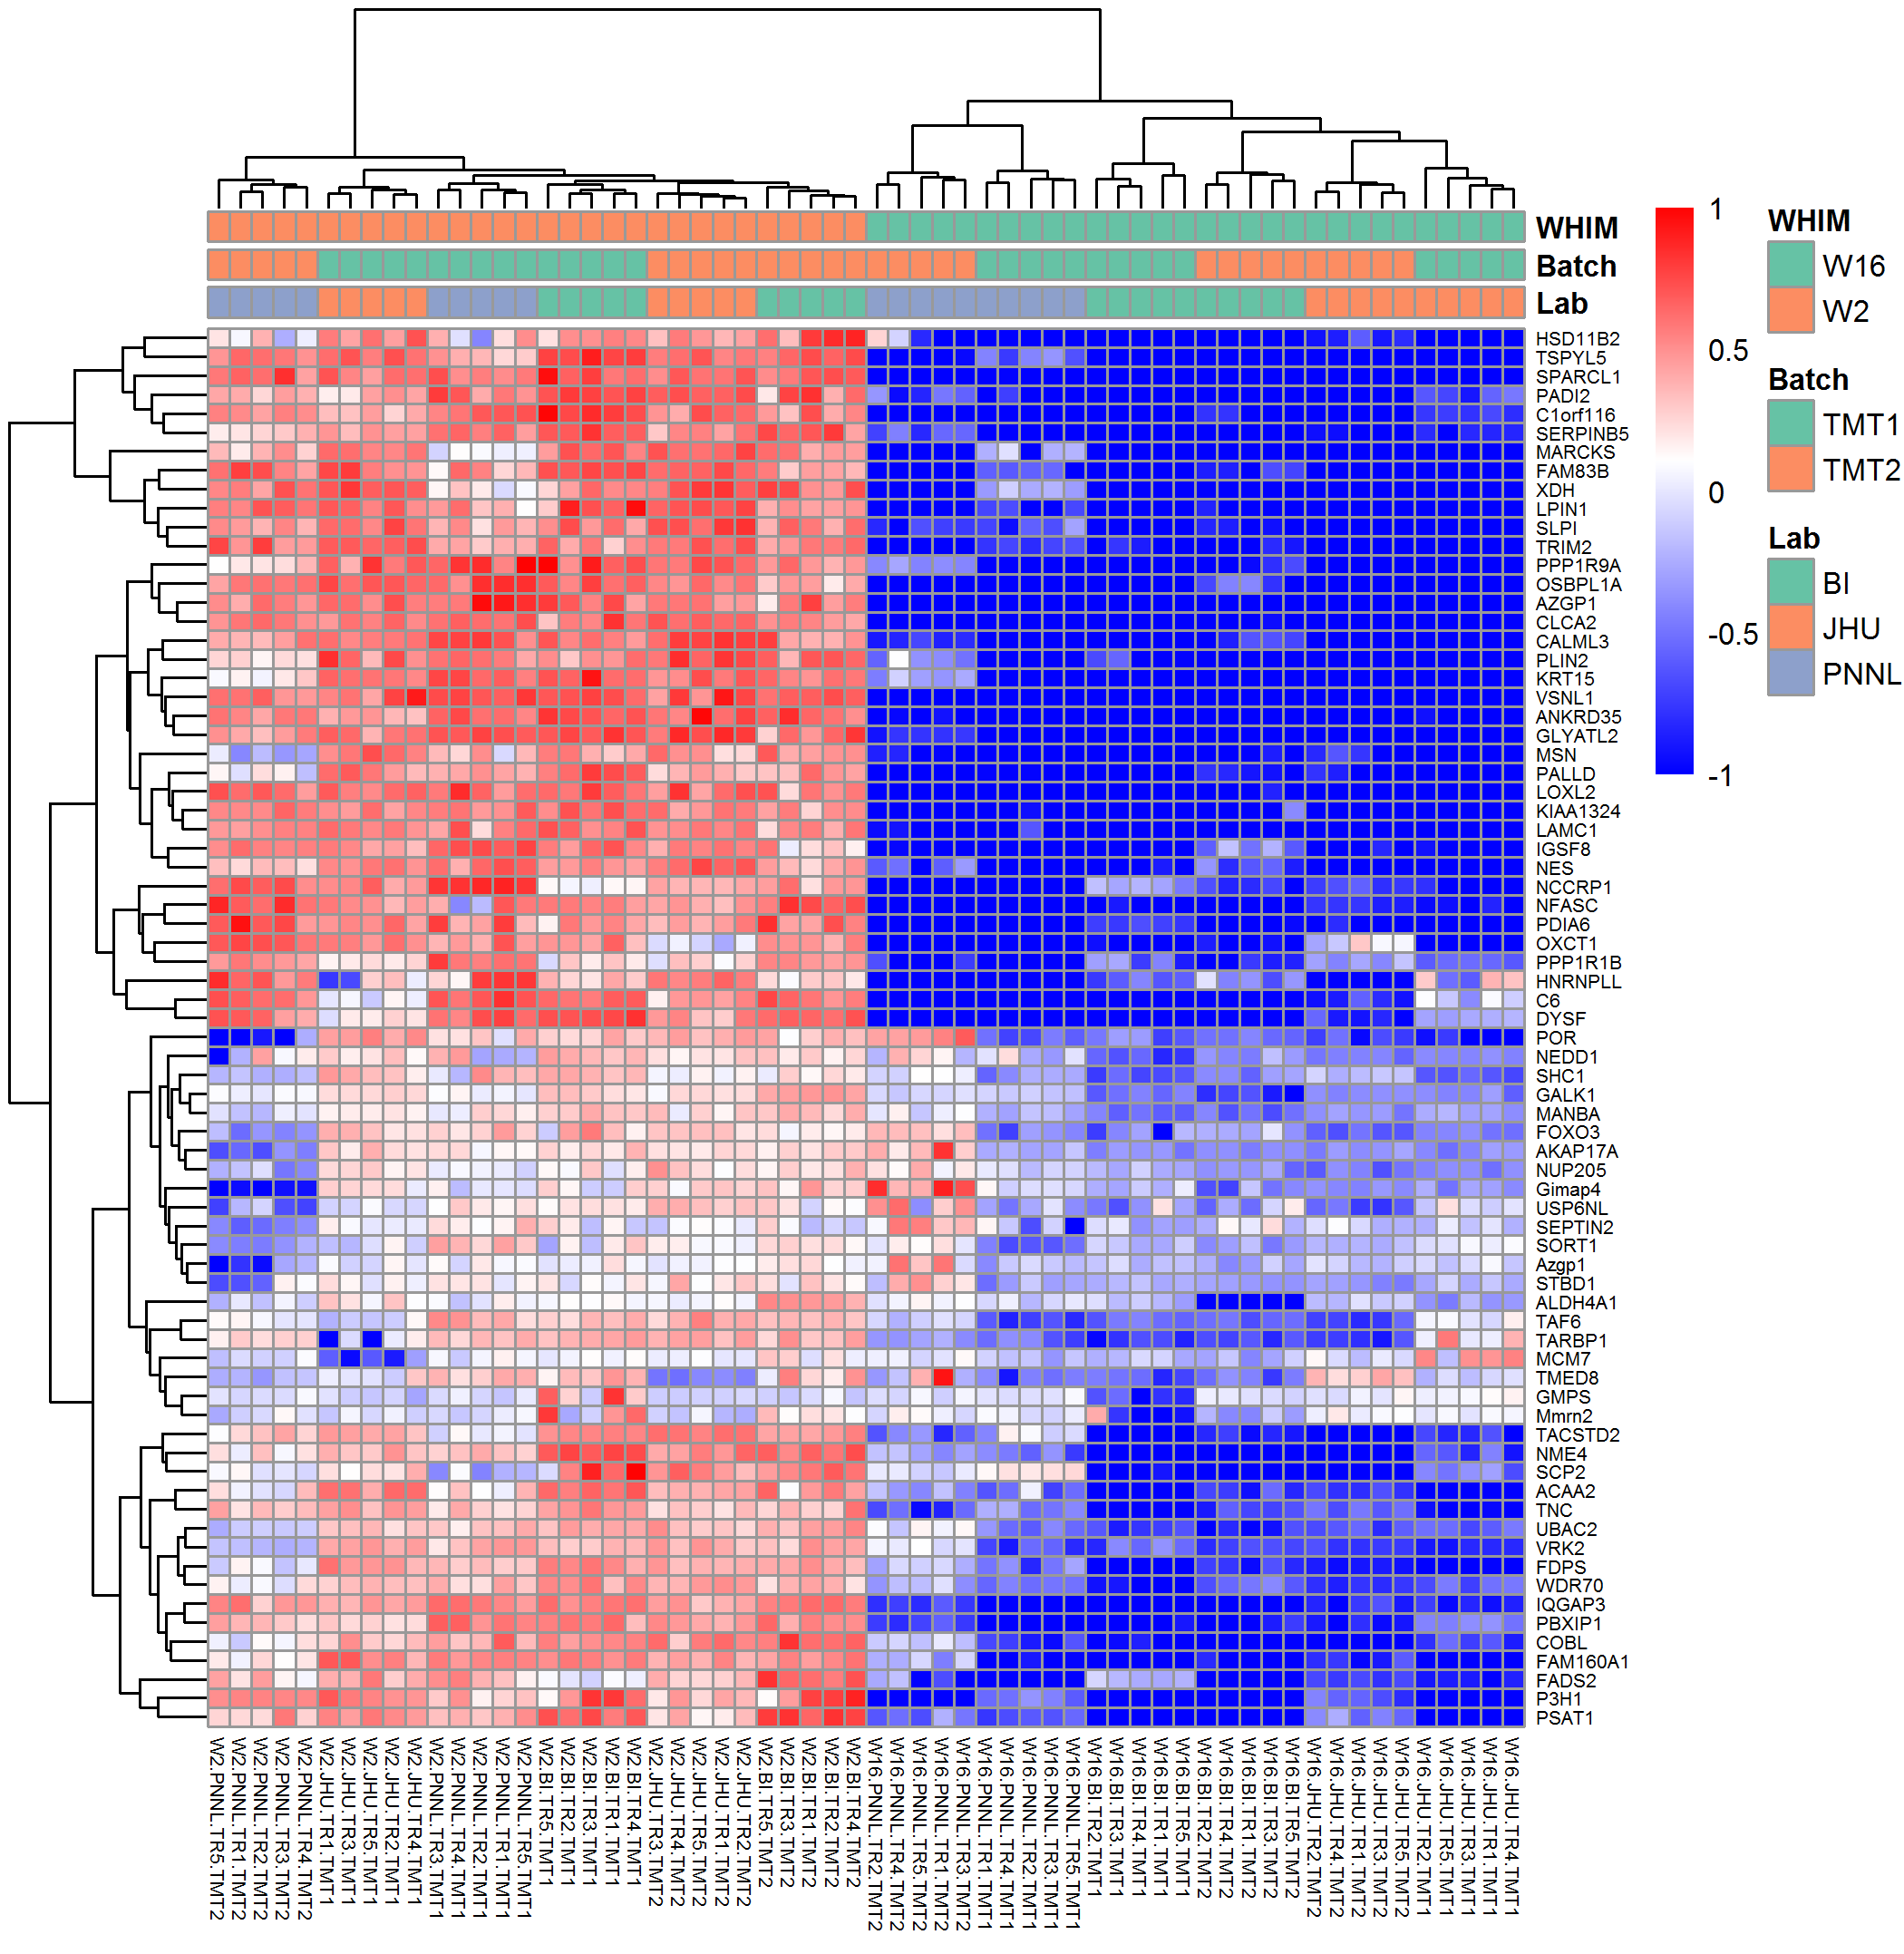 WHIM
Batch
Lab
1
0.5
0
-0.5
-1
WHIM
W16
W2
Batch
TMT1
TMT2
Lab
BI
JHU
PNNL
HSD11B2
TSPYL5
SPARCL1
PADI2
C1orf116
SERPINB5
MARCKS
FAM83B
XDH
LPIN1
SLPI
TRIM2
PPP1R9A
OSBPL1A
AZGP1
CLCA2
CALML3
PLIN2
KRT15
VSNL1
ANKRD35
GLYATL2
MSN
PALLD
LOXL2
KIAA1324
LAMC1
IGSF8
NES
NCCRP1
NFASC
PDIA6
OXCT1
PPP1R1B
HNRNPLL
C6
DYSF
POR
NEDD1
SHC1
GALK1
MANBA
FOXO3
AKAP17A
NUP205
Gimap4
USP6NL
SEPTIN2
SORT1
Azgp1
STBD1
ALDH4A1
TAF6
TARBP1
MCM7
TMED8
GMPS
Mmrn2
TACSTD2
NME4
SCP2
ACAA2
TNC
UBAC2
VRK2
FDPS
WDR70
IQGAP3
PBXIP1
COBL
FAM160A1
FADS2
P3H1
PSAT1
W2.PNNL.TR5.TMT2
W2.PNNL.TR1.TMT2
W2.PNNL.TR2.TMT2
W2.PNNL.TR3.TMT2
W2.PNNL.TR4.TMT2
W2.JHU.TR1.TMT1
W2.JHU.TR3.TMT1
W2.JHU.TR5.TMT1
W2.JHU.TR2.TMT1
W2.JHU.TR4.TMT1
W2.PNNL.TR3.TMT1
W2.PNNL.TR4.TMT1
W2.PNNL.TR2.TMT1
W2.PNNL.TR1.TMT1
W2.PNNL.TR5.TMT1
W2.BI.TR5.TMT1
W2.BI.TR2.TMT1
W2.BI.TR3.TMT1
W2.BI.TR1.TMT1
W2.BI.TR4.TMT1
W2.JHU.TR3.TMT2
W2.JHU.TR4.TMT2
W2.JHU.TR5.TMT2
W2.JHU.TR1.TMT2
W2.JHU.TR2.TMT2
W2.BI.TR5.TMT2
W2.BI.TR3.TMT2
W2.BI.TR1.TMT2
W2.BI.TR2.TMT2
W2.BI.TR4.TMT2
W16.PNNL.TR2.TMT2
W16.PNNL.TR4.TMT2
W16.PNNL.TR5.TMT2
W16.PNNL.TR1.TMT2
W16.PNNL.TR3.TMT2
W16.PNNL.TR1.TMT1
W16.PNNL.TR4.TMT1
W16.PNNL.TR2.TMT1
W16.PNNL.TR3.TMT1
W16.PNNL.TR5.TMT1
W16.BI.TR2.TMT1
W16.BI.TR3.TMT1
W16.BI.TR4.TMT1
W16.BI.TR1.TMT1
W16.BI.TR5.TMT1
W16.BI.TR2.TMT2
W16.BI.TR4.TMT2
W16.BI.TR1.TMT2
W16.BI.TR3.TMT2
W16.BI.TR5.TMT2
W16.JHU.TR2.TMT2
W16.JHU.TR4.TMT2
W16.JHU.TR1.TMT2
W16.JHU.TR3.TMT2
W16.JHU.TR5.TMT2
W16.JHU.TR2.TMT1
W16.JHU.TR5.TMT1
W16.JHU.TR3.TMT1
W16.JHU.TR1.TMT1
W16.JHU.TR4.TMT1